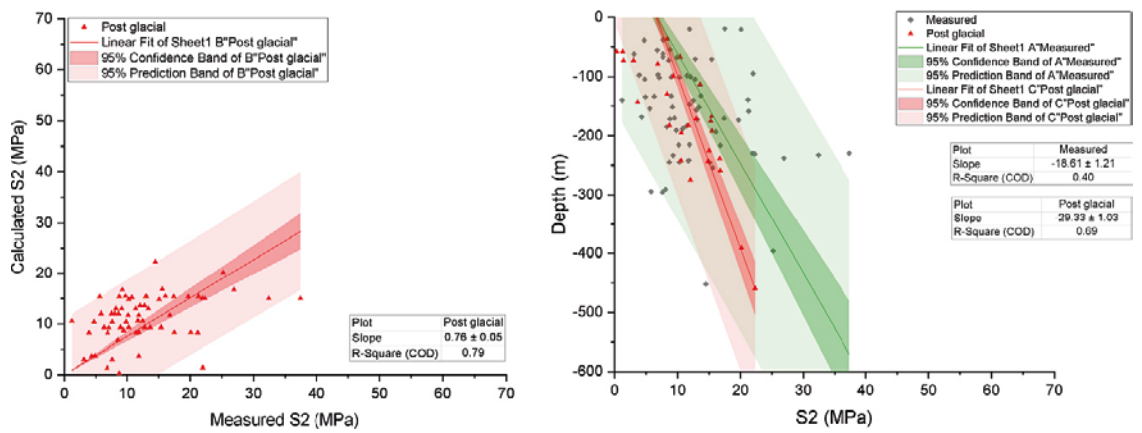 70
60
50
40
30
20
10
0
Calculated S2 (MPa)
Post glacial
Linear Fit of Sheet1 B"Post glacial"
95% Confidence Band of B"Post glacial"
95% Prediction Band of B"Post glacial"
Plot Post glacial
Slope 0.76 ± 0.05
R-Square (COD) 0.79
0 10 20 30 40 50 60 70
Measured S2 (MPa)
-0
-100
-200
-300
-400
-500
-600
Depth (m)
Measured
Post glacial
Linear Fit of Sheet1 A"Measured"
95% Confidence Band of A"Measured"
95% Prediction Band of A"Measured"
Linear Fit of Sheet1 C"Post glacial"
95% Confidence Band of C"Post glacial"
95% Prediction Band of C"Post glacial"
Plot Measured
Slope -18.61 ± 1.21
R-Square (COD) 0.40
Plot Post glacial
Slope 29.33 ± 1.03
R-Square (COD) 0.69
0 10 20 30 40 50 60 70
S2 (MPa)